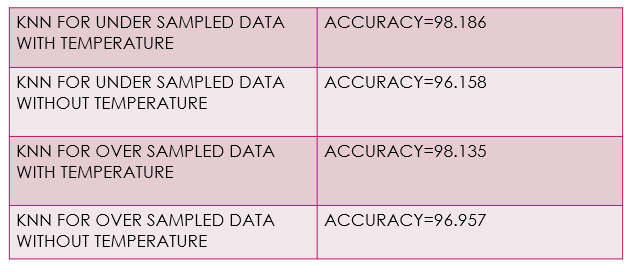 KNN FOR UNDER SAMPLED DATA
WITH TEMPERATURE
ACCURACY=98.186
KNN FOR UNDER SAMPLED DATA
WITHOUT TEMPERATURE
ACCURACY=96.158
KNN FOR OVER SAMPLED DATA
WITH TEMPERATURE
ACCURACY=98.135
KNN FOR OVER SAMPLED DATA
WITHOUT TEMPERATURE
ACCURACY=96.957